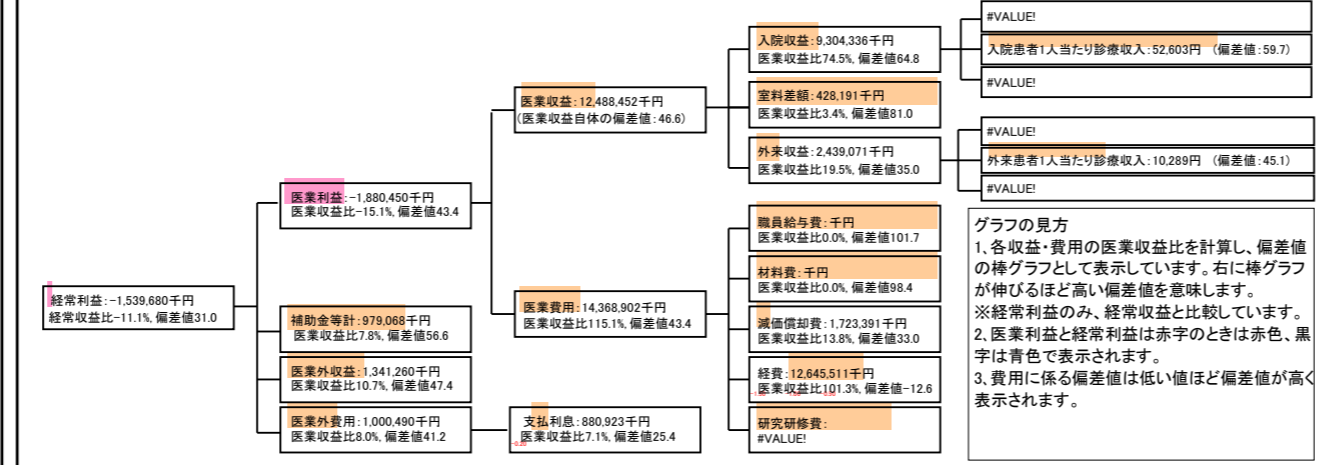 経常利益:-1,539,680千円
経常収益比-11.1%, 偏差値31.0
医業利益:-1,880,450千円
医業収益比-15.1%, 偏差値43.4
補助金等計:979,068千円
医業収益比7.8%, 偏差値56.6
医業外収益:1,341,260千円
医業収益比10.7%, 偏差値47.4
医業外費用:1,000,490千円
医業収益比8.0%, 偏差値41.2
医業収益:12,488,452千円
(医業収益自体の偏差値:46.6)
医業費用:14,368,902千円
医業収益比115.1%, 偏差値43.4
支払利息:880,923千円
医業収益比7.1%, 偏差値25.4
入院収益:9,304,336千円
医業収益比74.5%, 偏差値64.8
室料差額:428,191千円
医業収益比3.4%, 偏差値81.0
外来収益:2,439,071千円
医業収益比19.5%, 偏差値35.0
職員給与費:千円
医業収益比0.0%, 偏差値101.7
材料費:千円
医業収益比0.0%, 偏差値98.4
減価償却費:1,723,391千円
医業収益比13.8%, 偏差値33.0
経費:12,645,511千円
医業収益比101.3%, 偏差値-12.6
研究研修費:
#VALUE!
#VALUE!
入院患者1人当たり診療収入:52,603円 (偏差値:59.7)
#VALUE!
#VALUE!
外来患者1人当たり診療収入:10,289円 (偏差値:45.1)
#VALUE!
グラフの見方
1、各収益・費用の医業収益比を計算し、偏差値
の棒グラフとして表示しています。右に棒グラフ
が伸びるほど高い偏差値を意味します。
※経常利益のみ、経常収益と比較しています。
2、医業利益と経常利益は赤字のときは赤色、黒
字は青色で表示されます。
3、費用に係る偏差値は低い値ほど偏差値が高く
表示されます。